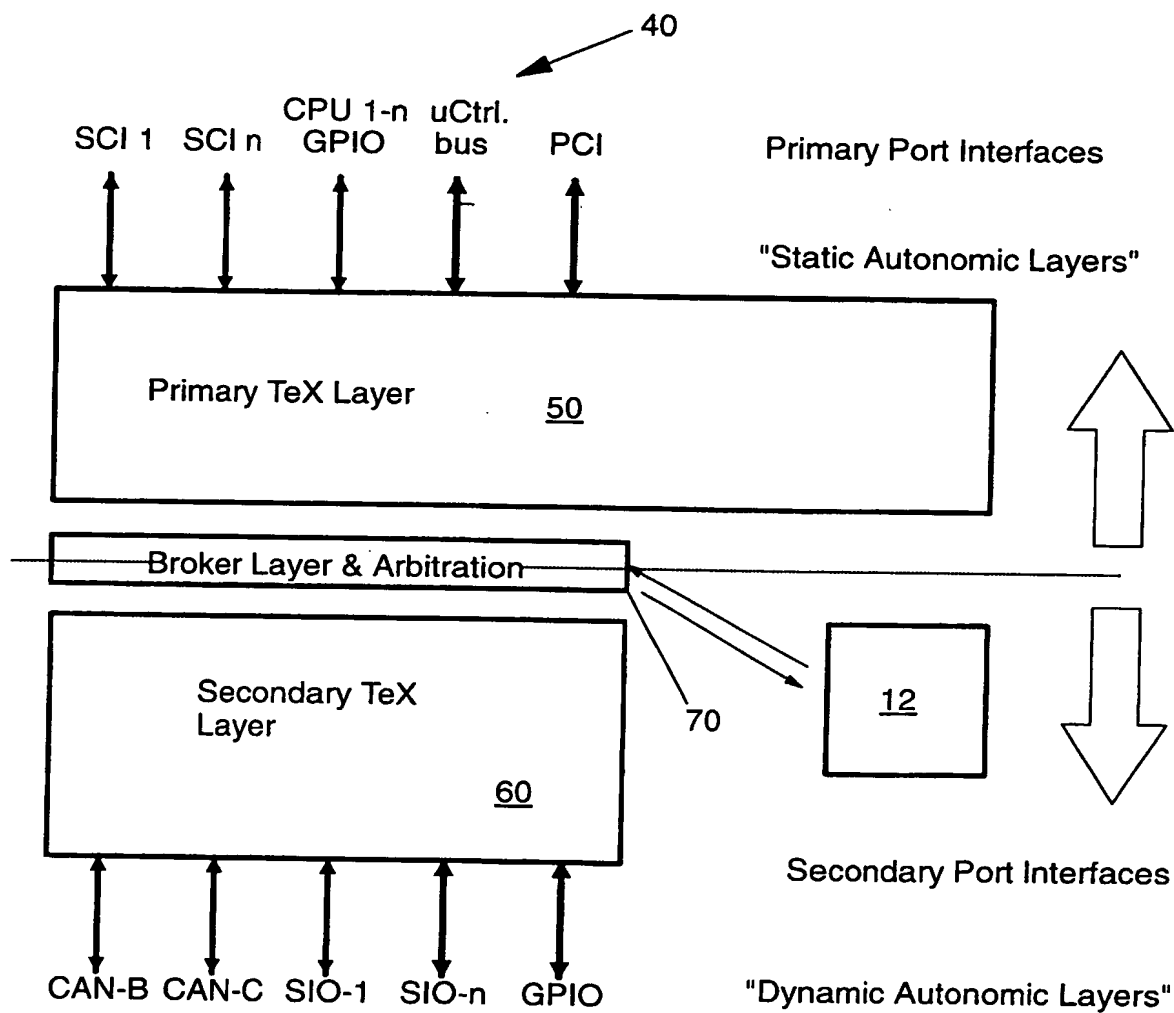 40
SCI 1
SCI n
CPU 1-n
GPIO
uCtrl.
bus
PCI
Primary Port Interfaces
"Static Autonomic Layers"
Primary TeX Layer
50
Broker Layer & Arbitration
Secondary TeX
Layer
60
70
12
Secondary Port Interfaces
CAN-B
CAN-C
SIO-1
SIO-n
GPIO
"Dynamic Autonomic Layers"